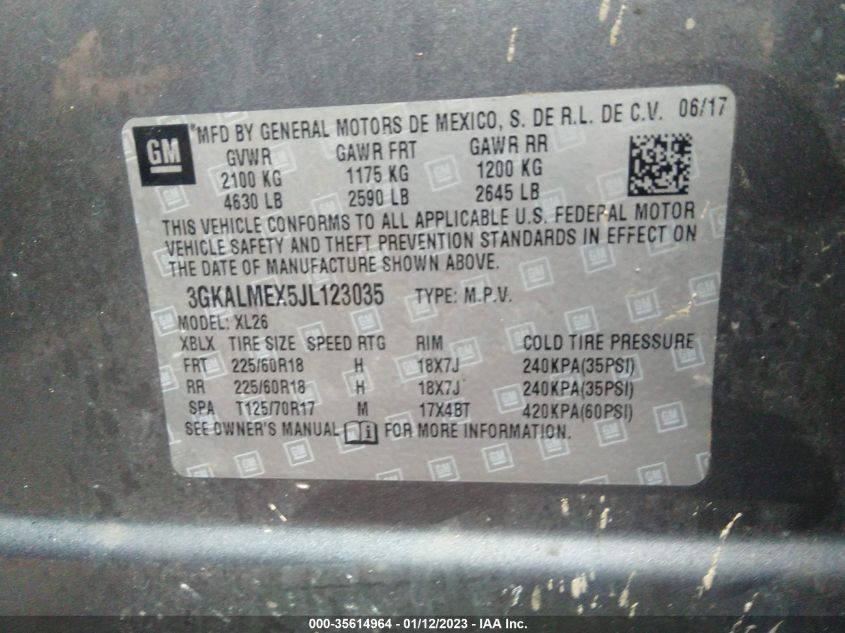 GM *MFD BY GENERAL MOTORS DE MEXICO, S. DE R.L. DE C.V. 06/17
GVWR GAWR FRT GAWR RR
2100 KG 1175 KG 1200 KG
4630 LB 2590 LB 2645 LB
THIS VEHICLE CONFORMS TO ALL APPLICABLE U.S. FEDERAL MOTOR
VEHICLE SAFETY AND THEFT PREVENTION STANDARDS IN EFFECT ON
THE DATE OF MANUFACTURE SHOWN ABOVE.
3GKALMEX5JL123035 TYPE: M.P.V.
MODEL: XL26
XBLX TIRE SIZE SPEED RTG RIM COLD TIRE PRESSURE
FRT 225/60R18 H 18X7J 240KPA(35PSI)
RR 225/60R18 H 18X7J 240KPA(35PSI)
SPA T125/70R17 M 17X4BT 420KPA(60PSI)
SEE OWNER'S MANUAL i FOR MORE INFORMATION.
000-35614964 - 01/12/2023 - IAA Inc.